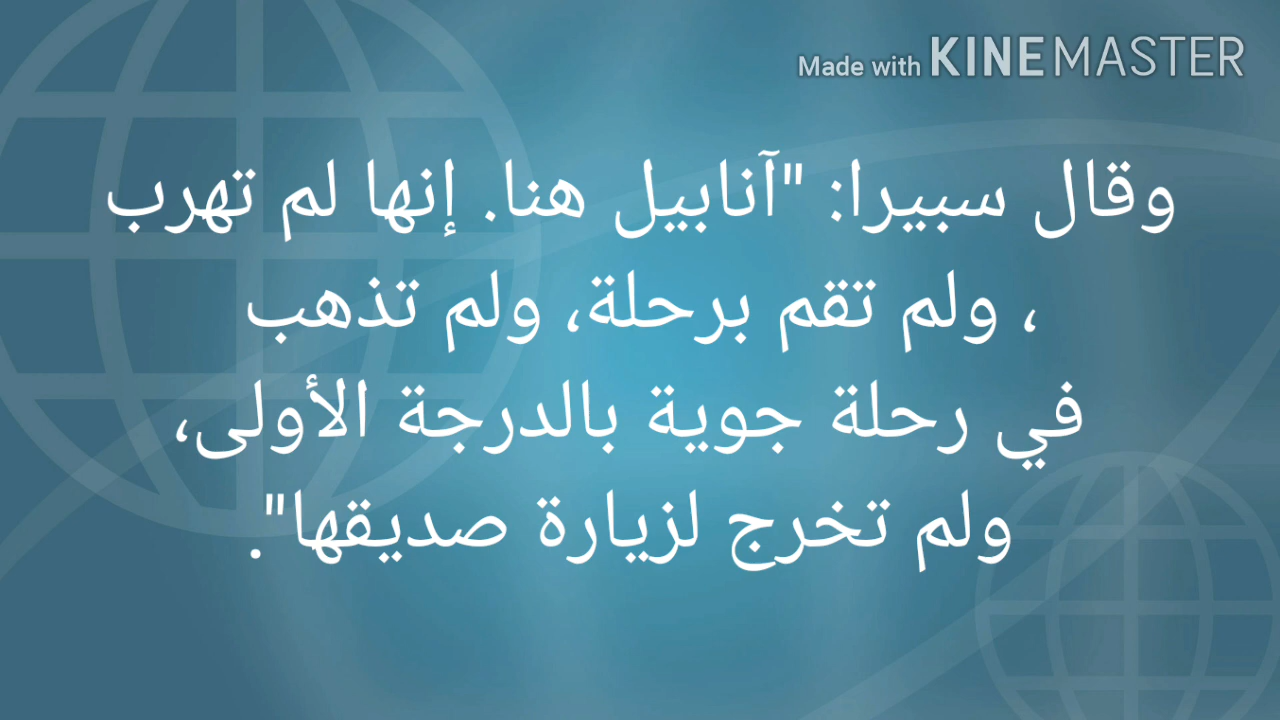 Made with KINEMASTER
وقال سبيرا: "آنابيل هنا. إنها لم تهرب
، ولم تقم برحلة، ولم تذهب
في رحلة جوية بالدرجة الأولى،
ولم تخرج لزيارة صديقها".